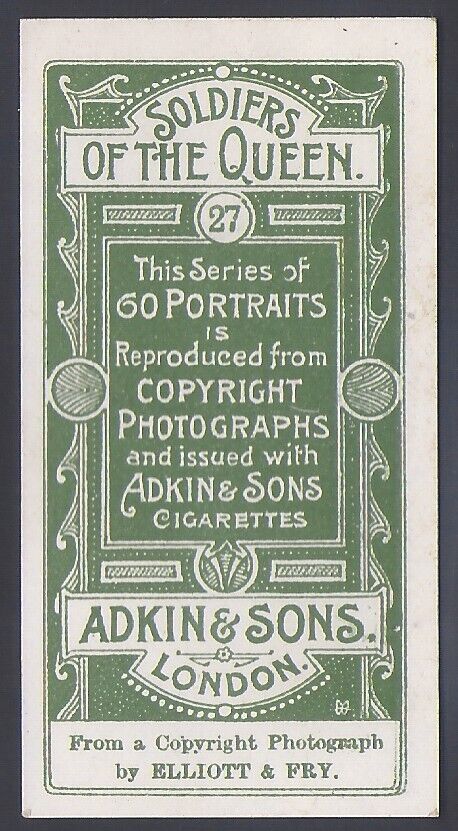 SOLDIERS
OF THE QUEEN.
27
This Series of
60 PORTRAITS
IS
Reproduced from
COPYRIGHT
PHOTOGRAPHS
and issued with
ADKIN & SONS
CIGARETTES
ADKIN & SONS.
LONDON.
From a Copyright Photograph
by ELLIOTT & FRY.